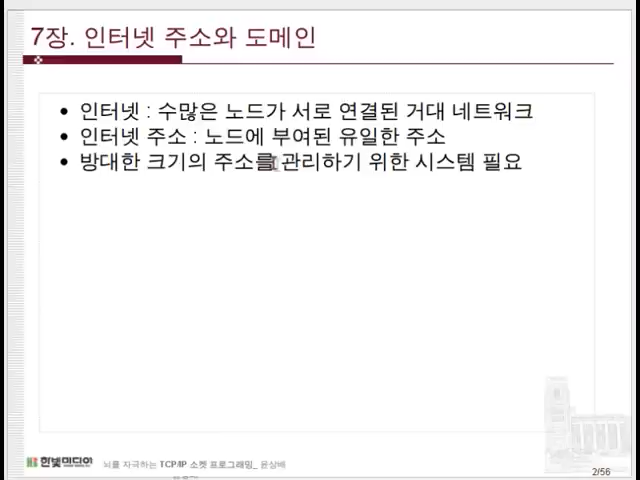 7장. 인터넷 주소와 도메인
• 인터넷 : 수많은 노드가 서로 연결된 거대 네트워크
• 인터넷 주소 : 노드에 부여된 유일한 주소
• 방대한 크기의 주소를 관리하기 위한 시스템 필요
한빛미디어 뇌를 자극하는 TCP/IP 소켓 프로그래밍_ 윤상배
2/56